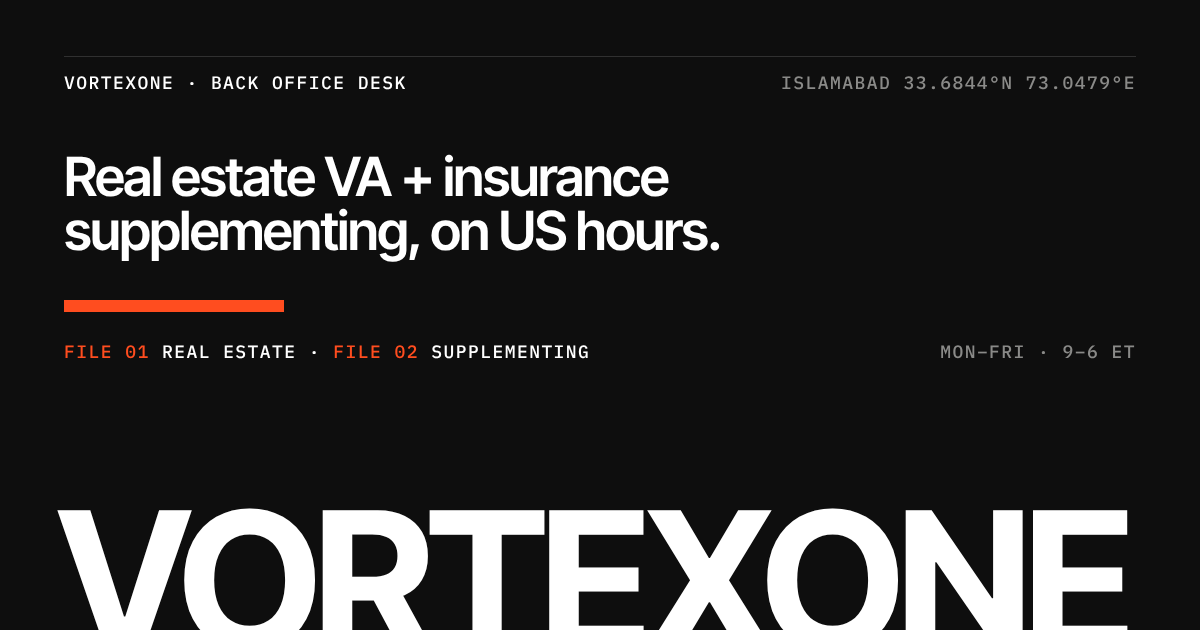 VORTEXONE · BACK OFFICE DESK
ISLAMABAD 33.6844°N 73.0479°E
Real estate VA + insurance
supplementing, on US hours.
FILE 01 REAL ESTATE · FILE 02 SUPPLEMENTING
MON–FRI · 9–6 ET
VORTEXONE